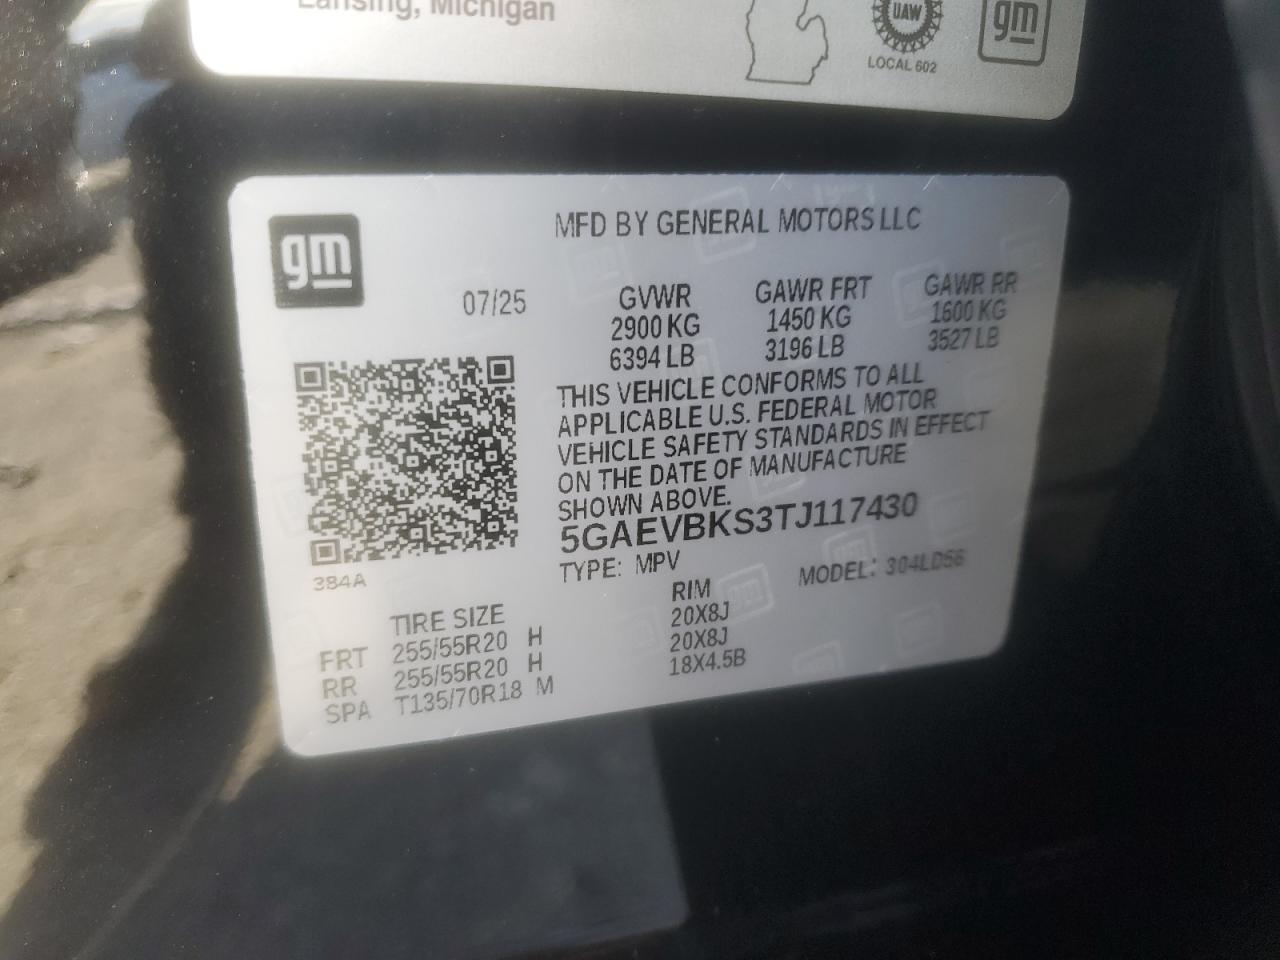 Lansing, Michigan
UAW
LOCAL 602
gm
gm
MFD BY GENERAL MOTORS LLC
07/25
GVWR GAWR FRT GAWR RR
2900 KG 1450 KG 1600 KG
6394 LB 3196 LB 3527 LB
THIS VEHICLE CONFORMS TO ALL
APPLICABLE U.S. FEDERAL MOTOR
VEHICLE SAFETY STANDARDS IN EFFECT
ON THE DATE OF MANUFACTURE
SHOWN ABOVE.
5GAEVBKS3TJ117430
TYPE: MPV MODEL: 304LD56
384A
TIRE SIZE RIM
FRT 255/55R20 H 20X8J
RR 255/55R20 H 20X8J
SPA T135/70R18 M 18X4.5B